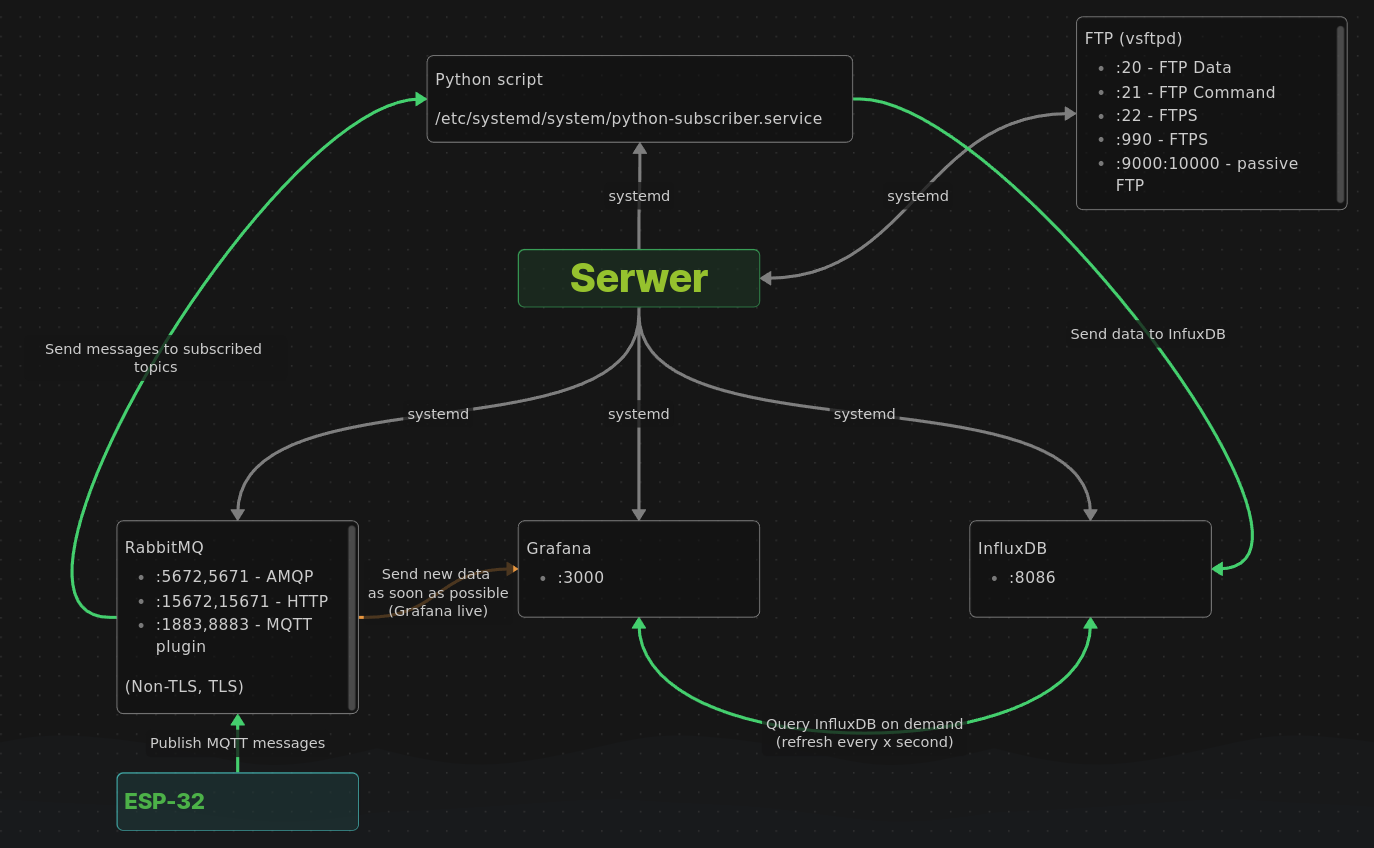 Python script
/etc/systemd/system/python-subscriber.service
FTP (vsftpd)
:20 - FTP Data
:21 - FTP Command
:22 - FTPS
:990 - FTPS
:9000:10000 - passive
FTP
systemd
systemd
Serwer
Send messages to subscribed
topics
Send data to InfuxDB
systemd
systemd
systemd
RabbitMQ
:5672,5671 - AMQP
:15672,15671 - HTTP
:1883,8883 - MQTT
plugin
(Non-TLS, TLS)
Send new data
as soon as possible
(Grafana live)
Grafana
:3000
InfluxDB
:8086
Query InfluxDB on demand
(refresh every x second)
Publish MQTT messages
ESP-32